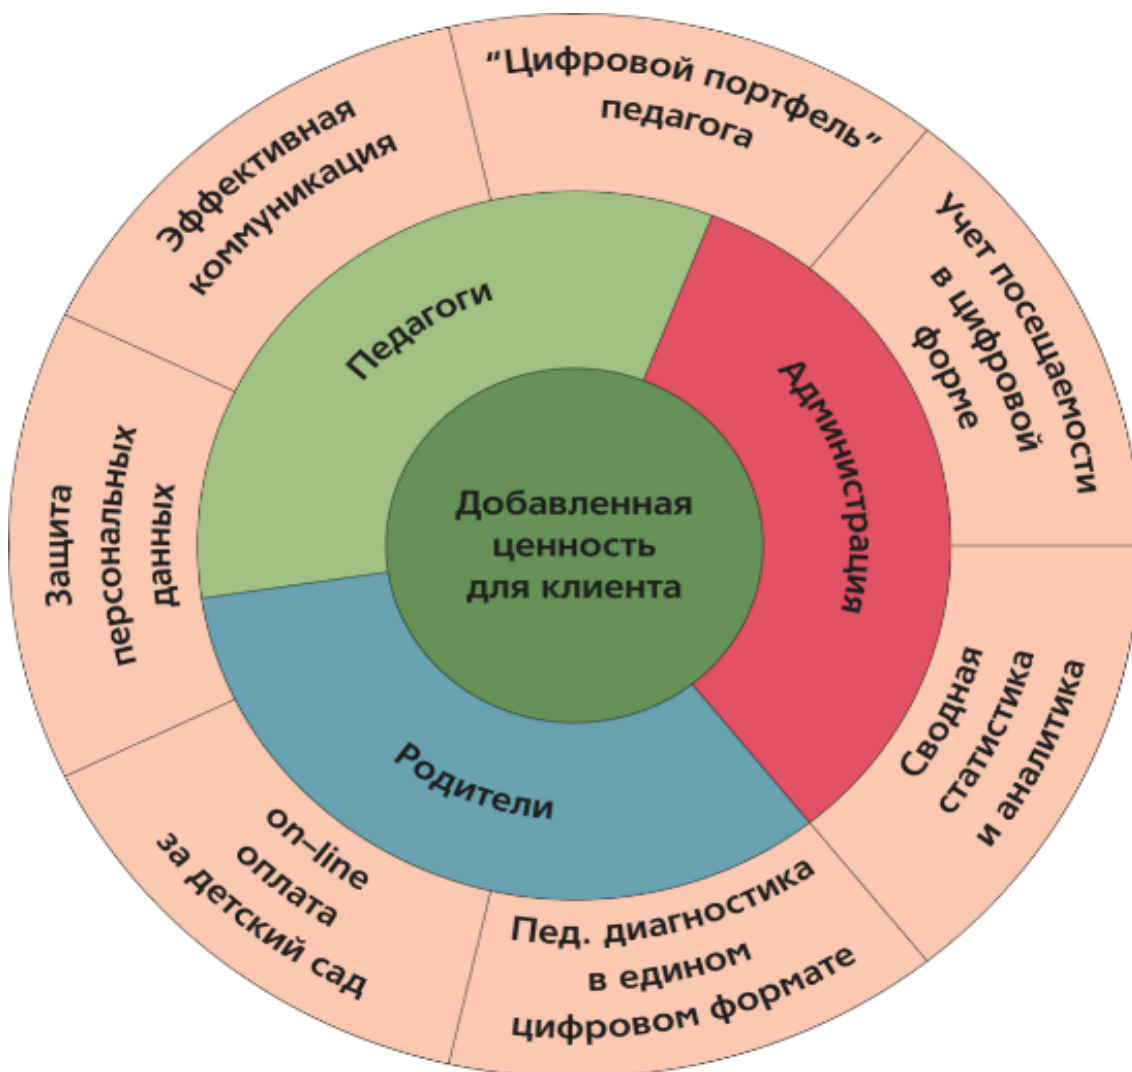 “Цифровой портфель”
педагога
Учет посещаемости
в цифровой
форме
Сводная
статистика
и аналитика
Пед. диагностика
в едином
цифровом формате
on–line
оплата
за детский сад
Защита
персональных
данных
Эффективная
коммуникация
Педагоги
Администрация
Родители
Добавленная
ценность
для клиента